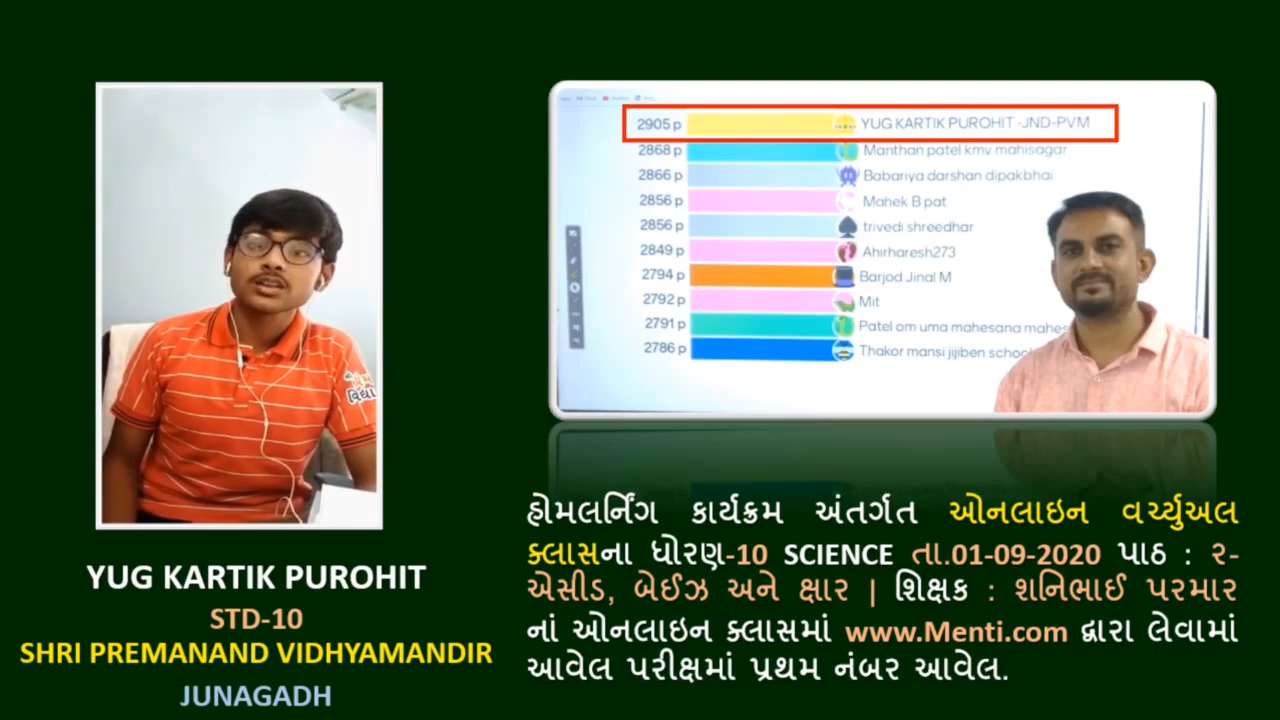 2905 p YUG KARTIK PUROHIT -JND-PVM
2868 p Manthan patel kmv mahisagar
2866 p Babariya darshan dipakbhai
2856 p Mahek B pat
2856 p trivedi shreedhar
2849 p Ahirharesh273
2794 p Barjod Jinal M
2792 p Mit
2791 p Patel om uma mahesana mahes
2786 p Thakor mansi jijiben school
વિદ્યા
YUG KARTIK PUROHIT
STD-10
SHRI PREMANAND VIDHYAMANDIR
JUNAGADH
હોમલર્નિંગ કાર્યક્રમ અંતર્ગત ઓનલાઇન વર્ચ્યુઅલ
ક્લાસના ધોરણ-10 SCIENCE તા.01-09-2020 પાઠ : ૨-
એસીડ, બેઈઝ અને ક્ષાર | શિક્ષક : શનિભાઈ પરમાર
નાં ઓનલાઇન ક્લાસમાં www.Menti.com દ્વારા લેવામાં
આવેલ પરીક્ષમાં પ્રથમ નંબર આવેલ.